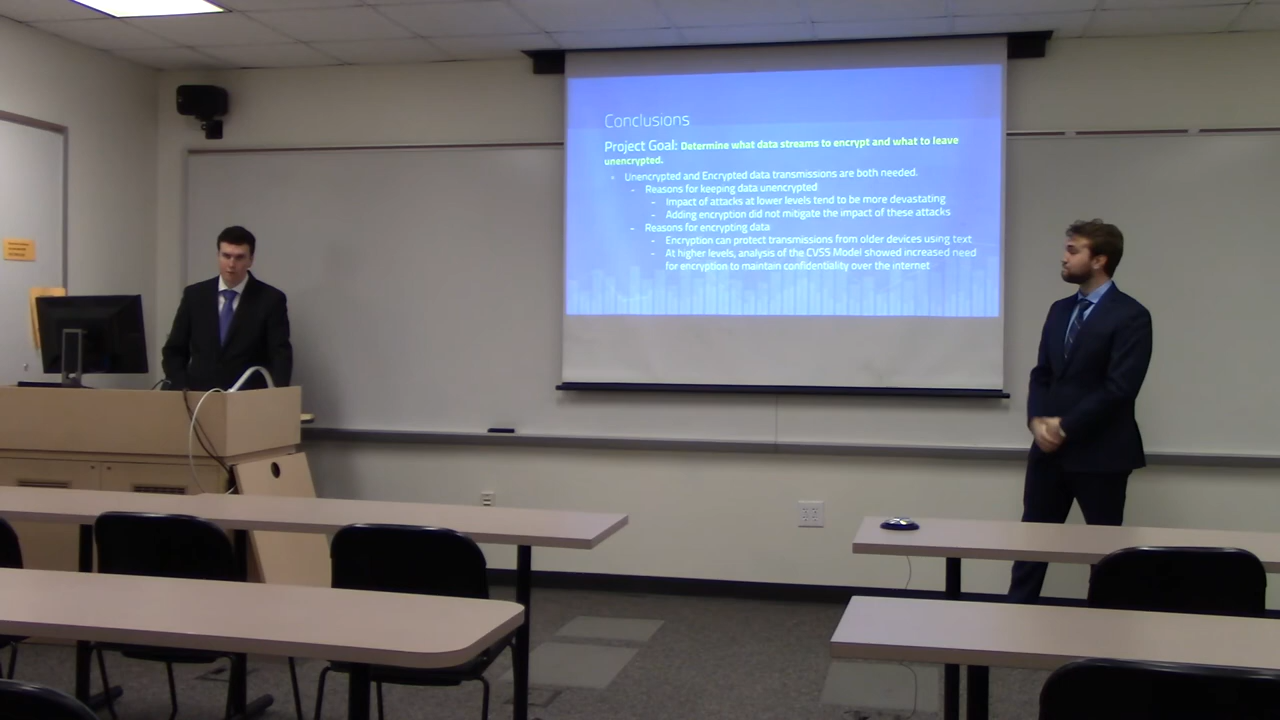 Conclusions
Project Goal: Determine what data streams to encrypt and what to leave
unencrypted.
Unencrypted and Encrypted data transmissions are both needed.
- Reasons for keeping data unencrypted
- Impact of attacks at lower levels tend to be more devastating
- Adding encryption did not mitigate the impact of these attacks
- Reasons for encrypting data
- Encryption can protect transmissions from older devices using text
- At higher levels, analysis of the CVSS Model showed increased need
for encryption to maintain confidentiality over the internet